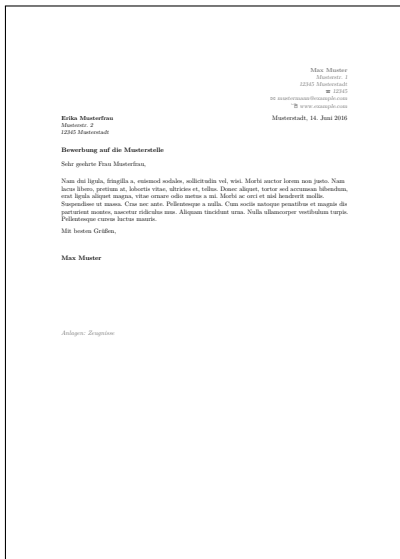 Max Muster
Musterstr. 1
12345 Musterstadt
☎ 12345
✉ mustermann@example.com
www.example.com
Erika Musterfrau
Musterstadt, 14. Juni 2016
Musterstr. 2
12345 Musterstadt
Bewerbung auf die Musterstelle
Sehr geehrte Frau Musterfrau,
Nam dui ligula, fringilla a, euismod sodales, sollicitudin vel, wisi. Morbi auctor lorem non justo. Nam
lacus libero, pretium at, lobortis vitae, ultricies et, tellus. Donec aliquet, tortor sed accumsan bibendum,
erat ligula aliquet magna, vitae ornare odio metus a mi. Morbi ac orci et nisl hendrerit mollis.
Suspendisse ut massa. Cras nec ante. Pellentesque a nulla. Cum sociis natoque penatibus et magnis dis
parturient montes, nascetur ridiculus mus. Aliquam tincidunt urna. Nulla ullamcorper vestibulum turpis.
Pellentesque cursus luctus mauris.
Mit besten Grüßen,
Max Muster
Anlagen: Zeugnisse